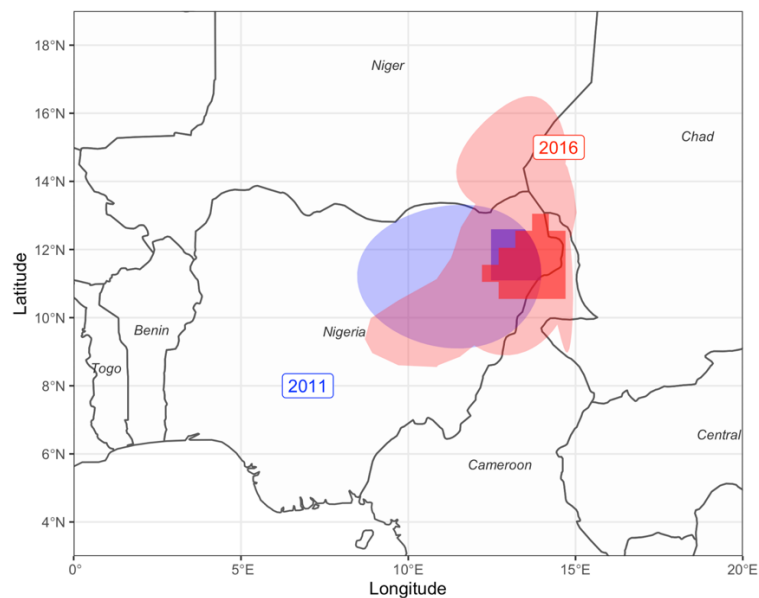 18°N
Niger
16°N
2016
Chad
14°N
12°N
Latitude
10°N
Benin
Nigeria
Togo
8°N
2011
6°N
Central
Cameroon
4°N
0°
5°E
10°E
15°E
20°E
Longitude